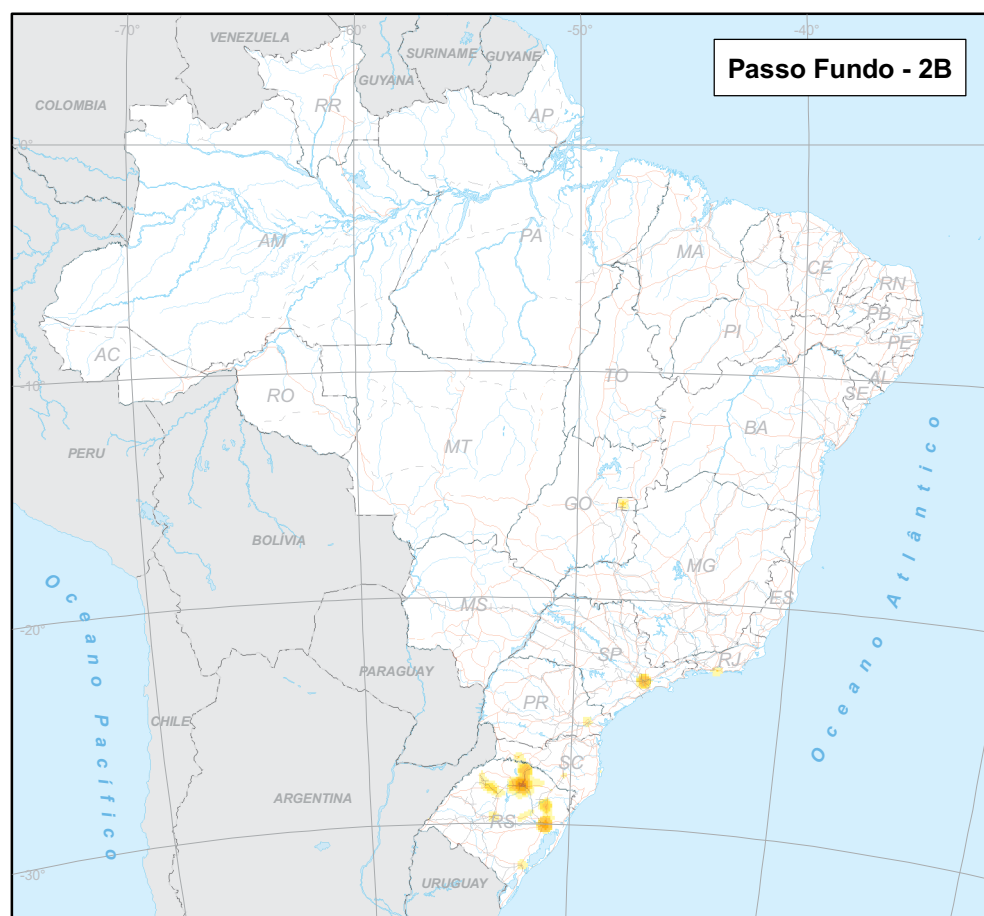 -70°
-60°
-50°
-40°
VENEZUELA
SURINAME
GUYANE
GUYANA
Passo Fundo - 2B
COLOMBIA
RR
AP
-0°
AM
PA
MA
CE
RN
PB
PE
PI
AC
TO
AL
SE
-10°
RO
BA
MT
PERU
GO
BOLÍVIA
MG
ES
MS
-20°
SP
RJ
PARAGUAY
PR
CHILE
SC
ARGENTINA
RS
-30°
URUGUAY
Oceano Pacífico
Oceano Atlântico